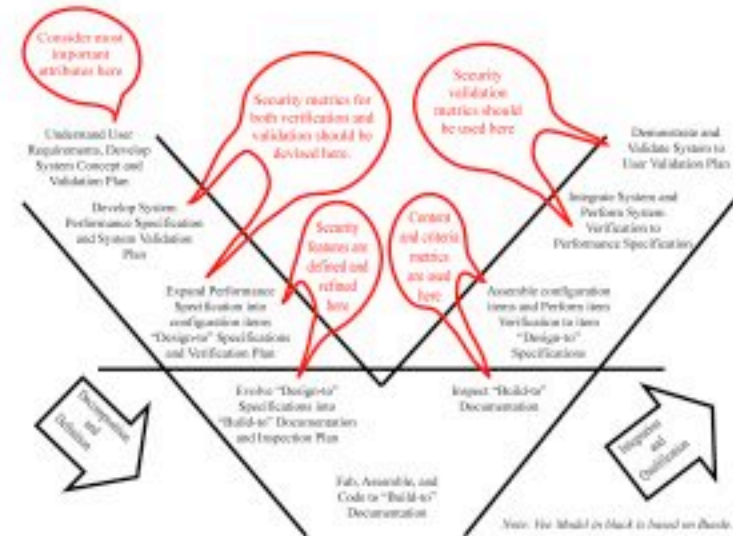 Consider most
important
attributes here
Security metrics for
both verification and
validation should be
devised here.
Security
validation
metrics should
be used here
Understand User
Requirements, Develop
System Concept and
Validation Plan
Demonstrate and
Validate System to
User Validation Plan
Develop System
Performance Specification
and System Validation
Plan
Integrate System and
Perform System
Verification to
Performance Specification
Security
features are
defined and
refined
here
Content
and criteria
metrics
are used
here
Expand Performance
Specification into
configuration items
"Design-to" Specifications
and Verification Plan
Assemble configuration
items and Perform item
Verification to item
"Design-to"
Specifications
Evolve "Design-to"
Specifications into
"Build-to" Documentation
and Inspection Plan
Inspect "Build-to"
Documentation
Decomposition
and
Definition
Integration
and
Qualification
Fab, Assemble, and
Code to "Build-to"
Documentation
Note: Vee Model in black is based on Buede.